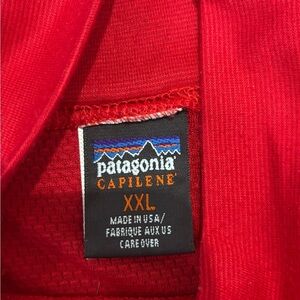 patagonia®
CAPILENE®
XXL
MADE IN USA/
FABRIQUE AUX US
CARE OVER